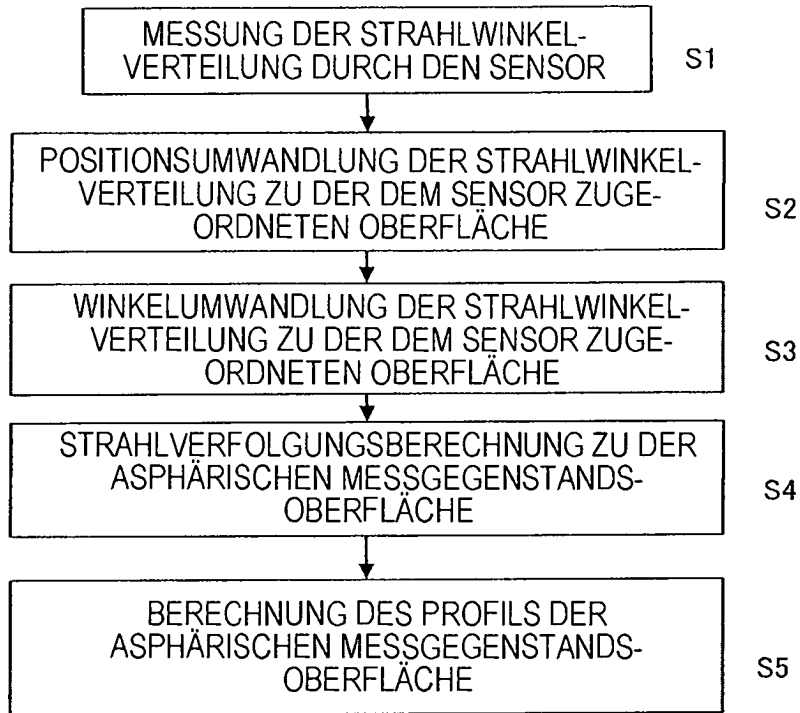 MESSUNG DER STRAHLWINKEL-
VERTEILUNG DURCH DEN SENSOR
S1
POSITIONSUMWANDLUNG DER STRAHLWINKEL-
VERTEILUNG ZU DER DEM SENSOR ZUGE-
ORDNETEN OBERFLÄCHE
S2
WINKELUMWANDLUNG DER STRAHLWINKEL-
VERTEILUNG ZU DER DEM SENSOR ZUGE-
ORDNETEN OBERFLÄCHE
S3
STRAHLVERFOLGUNGSBERECHNUNG ZU DER
ASPHÄRISCHEN MESSGEGENSTANDS-
OBERFLÄCHE
S4
BERECHNUNG DES PROFILS DER
ASPHÄRISCHEN MESSGEGENSTANDS-
OBERFLÄCHE
S5